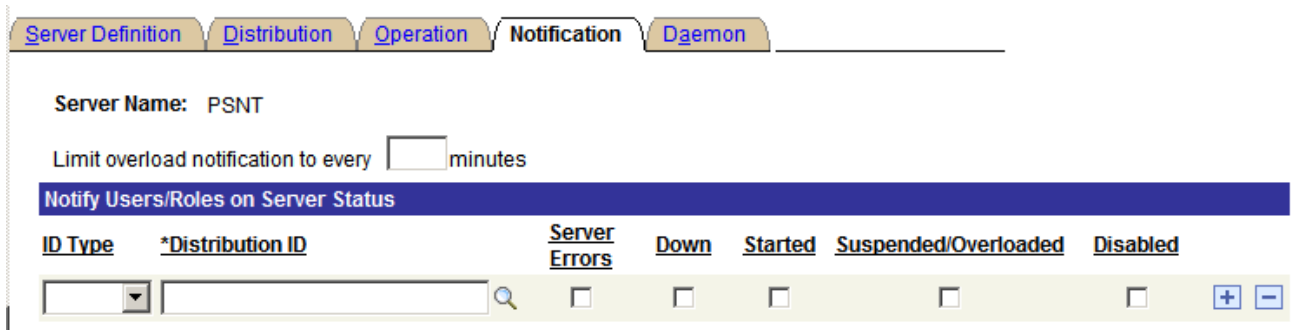 Server Definition Distribution Operation Notification Daemon
Server Name: PSNT
Limit overload notification to every minutes
Notify Users/Roles on Server Status
ID Type *Distribution ID Server Errors Down Started Suspended/Overloaded Disabled